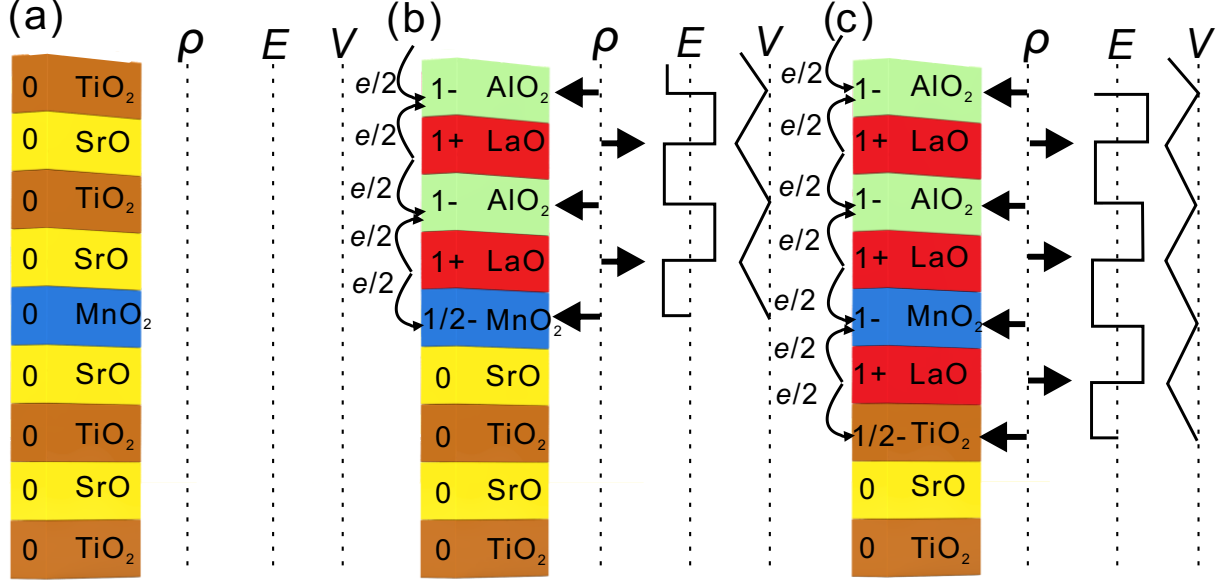 (a) ρ E V
0 TiO₂
0 SrO
0 TiO₂
0 SrO
0 MnO₂
0 SrO
0 TiO₂
0 SrO
0 TiO₂
(b) ρ E V
e/2
1- AlO₂
e/2
1+ LaO
e/2
1- AlO₂
e/2
1+ LaO
e/2
1/2- MnO₂
0 SrO
0 TiO₂
0 SrO
0 TiO₂
(c) ρ E V
e/2
1- AlO₂
e/2
1+ LaO
e/2
1- AlO₂
e/2
1+ LaO
e/2
1- MnO₂
e/2
1+ LaO
e/2
1/2- TiO₂
0 SrO
0 TiO₂